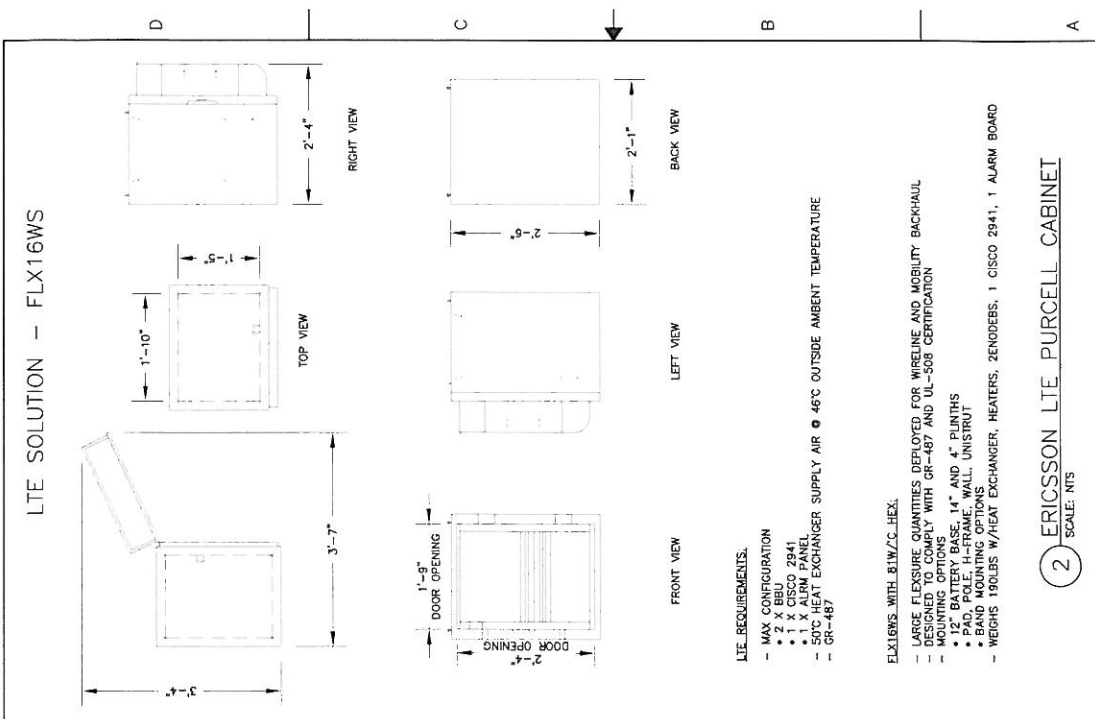 LTE SOLUTION – FLX16WS
3'-4"
3'-7"
1'-10"
1'-5"
TOP VIEW
2'-4"
RIGHT VIEW
1'-9"
DOOR OPENING
2'-4"
DOOR OPENING
FRONT VIEW
LEFT VIEW
2'-6"
2'-1"
BACK VIEW
LTE REQUIREMENTS:
– MAX CONFIGURATION
• 2 X BBU
• 1 X CISCO 2941
• 1 X ALRM PANEL
– 50°C HEAT EXCHANGER SUPPLY AIR @ 46°C OUTSIDE AMBENT TEMPERATURE
– GR-487
FLX16WS WITH 81W/°C HEX:
– LARGE FLEXSURE QUANTITIES DEPLOYED FOR WIRELINE AND MOBILITY BACKHAUL
– DESIGNED TO COMPLY WITH GR-487 AND UL-508 CERTIFICATION
– MOUNTING OPTIONS
• 12" BATTERY BASE, 14" AND 4" PLINTHS
• PAD, POLE, H-FRAME, WALL, UNISTRUT
• BAND MOUNTING OPTIONS
– WEIGHS 190LBS W/HEAT EXCHANGER, HEATERS, 2ENODEBS, 1 CISCO 2941, 1 ALARM BOARD
2 ERICSSON LTE PURCELL CABINET
SCALE: NTS
D
C
B
A